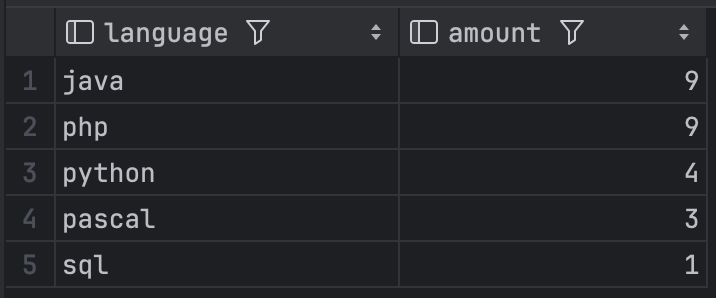 language amount
1 java 9
2 php 9
3 python 4
4 pascal 3
5 sql 1